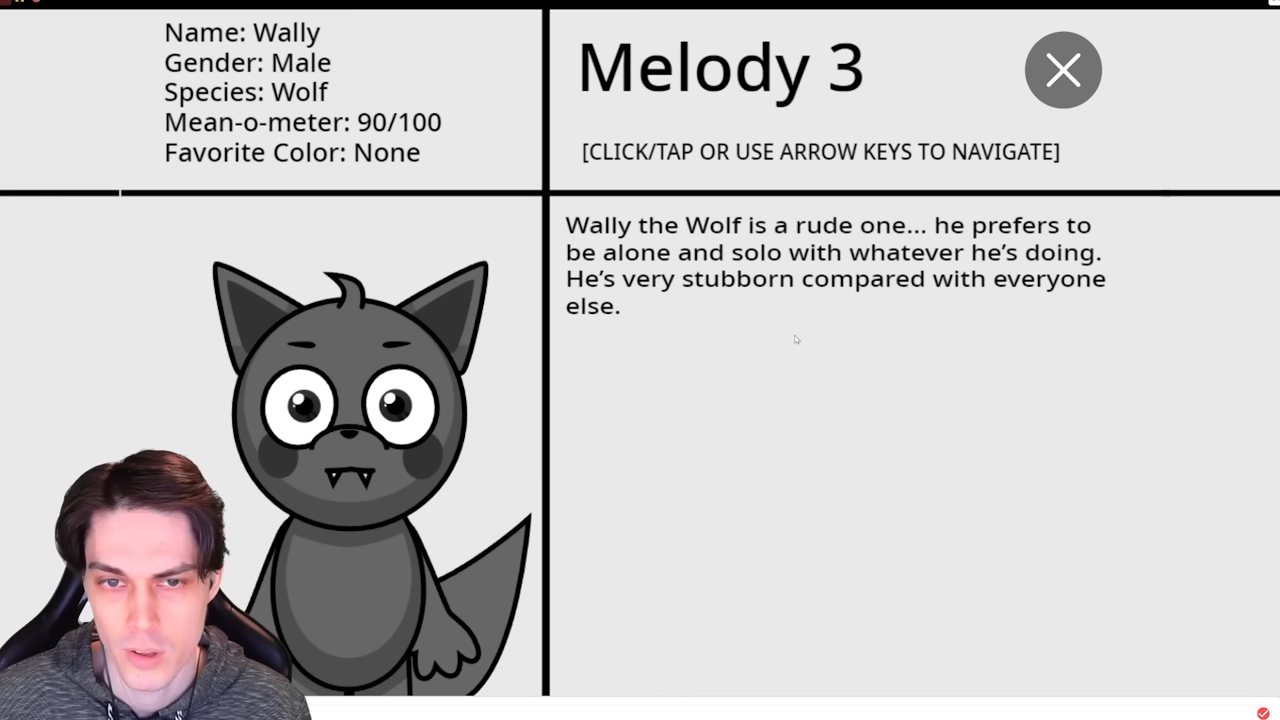 Name: Wally
Gender: Male
Species: Wolf
Mean-o-meter: 90/100
Favorite Color: None
Melody 3
[CLICK/TAP OR USE ARROW KEYS TO NAVIGATE]
Wally the Wolf is a rude one... he prefers to
be alone and solo with whatever he’s doing.
He’s very stubborn compared with everyone
else.